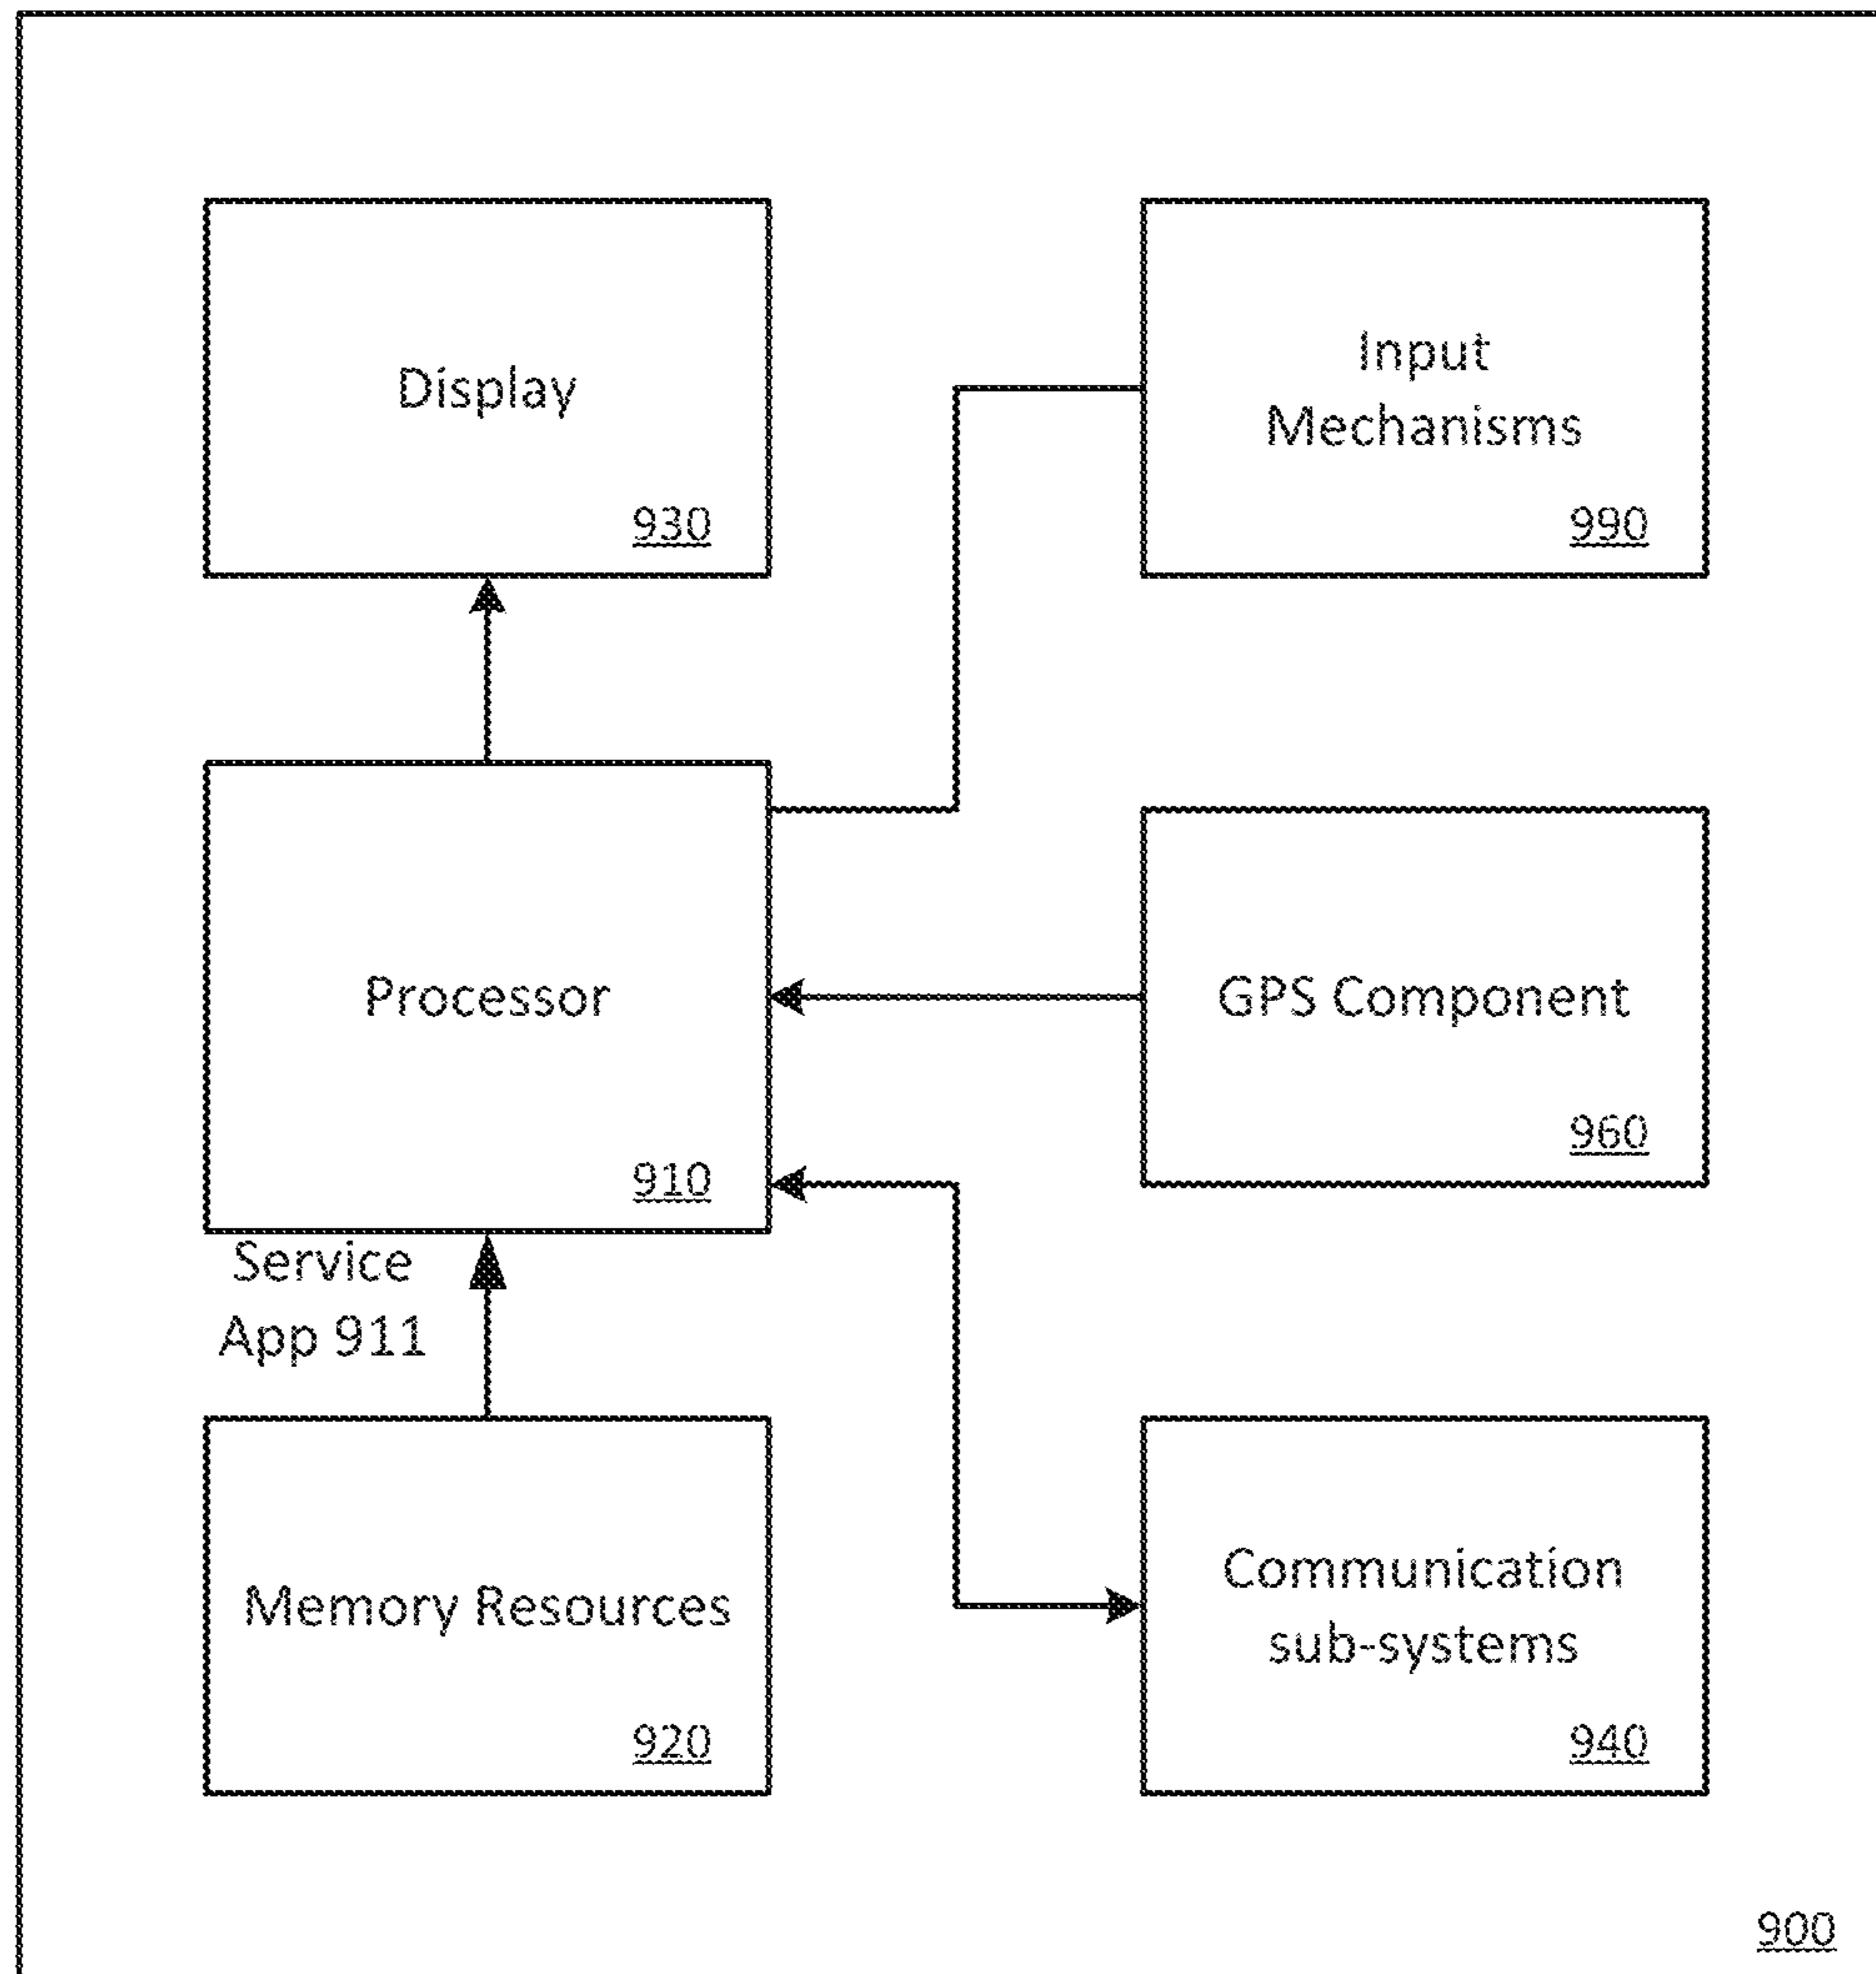 Display
930
Input
Mechanisms
990
Processor
910
GPS Component
960
Service
App 911
Memory Resources
920
Communication
sub-systems
940
900